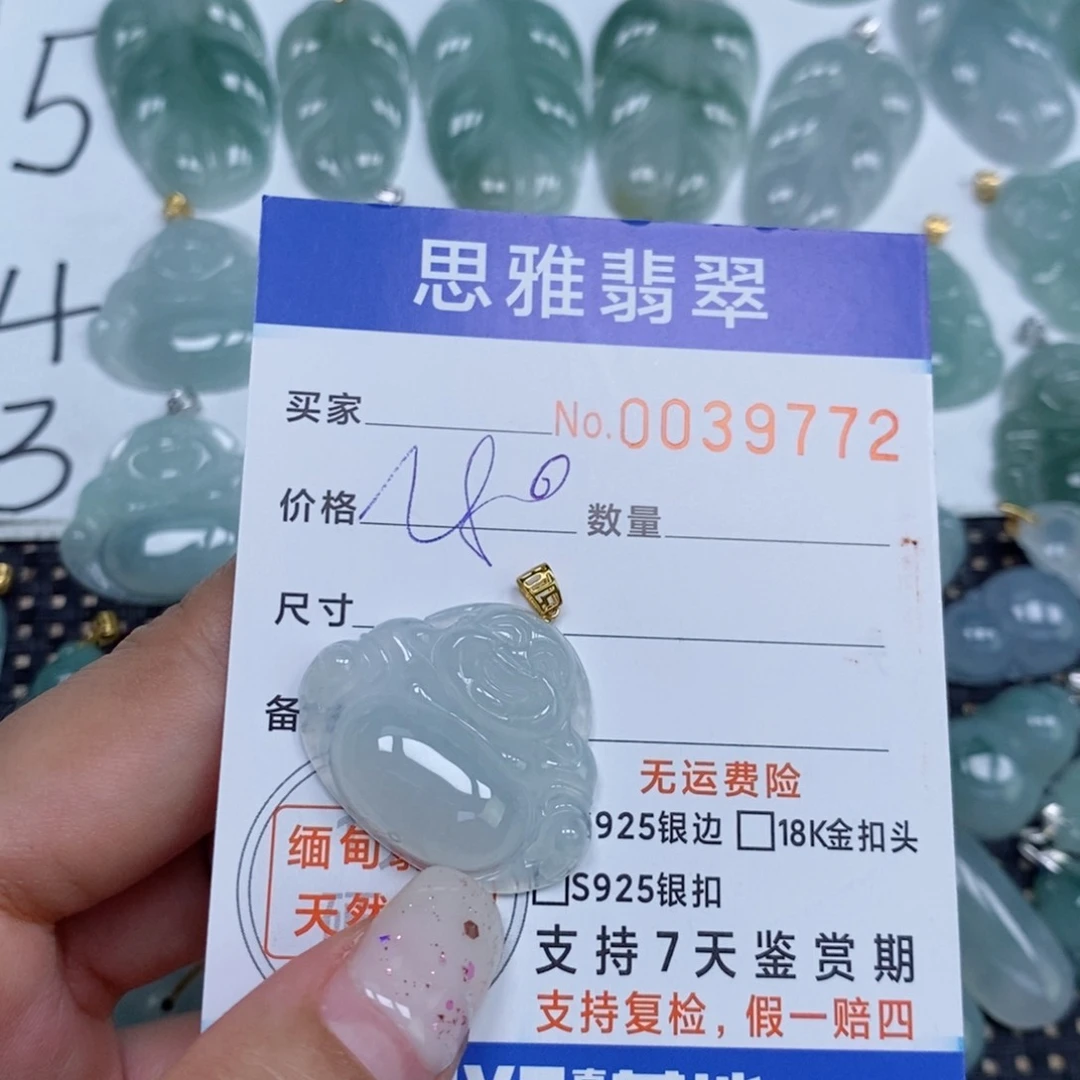 5
4
3
思雅翡翠
买家
No.0039772
价格
数量
尺寸
备
无运费险
925银边 □18K金扣头
□S925银扣
缅甸
天然
支持7天鉴赏期
支持复检,假一赔四